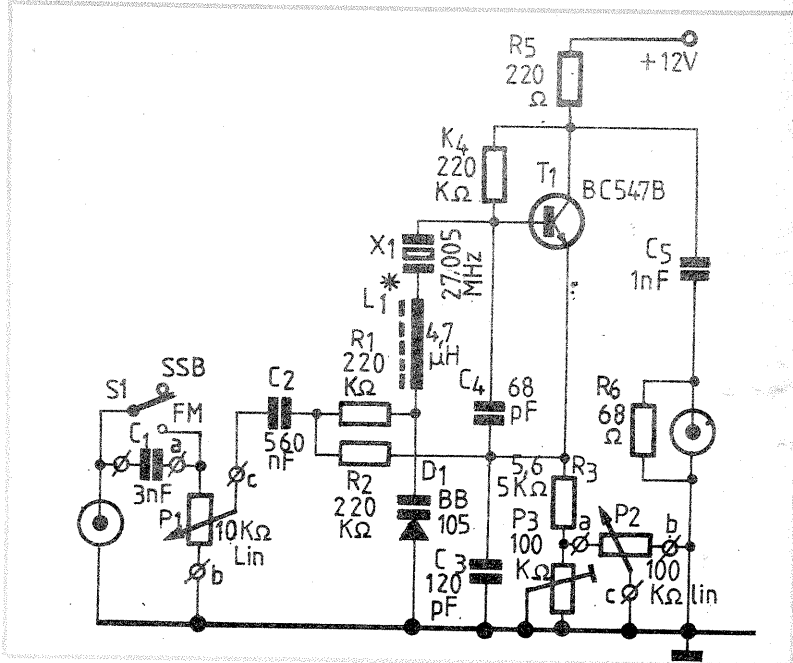 R5
220
Ω
+12V
K4
220
KΩ
T1
BC547B
X1
27.005
MHz
*
L1
4,7
µH
C5
1nF
S1
SSB
FM
C2
560
nF
R1
220
KΩ
C4
68
pF
R6
68
Ω
C1
a
3nF
c
P1
10KΩ
Lin
b
R2
220
KΩ
D1
BB
105
5,6
5KΩ
R3
P3
100
KΩ
a
P2
b
100
KΩ lin
c
C3
120
pF